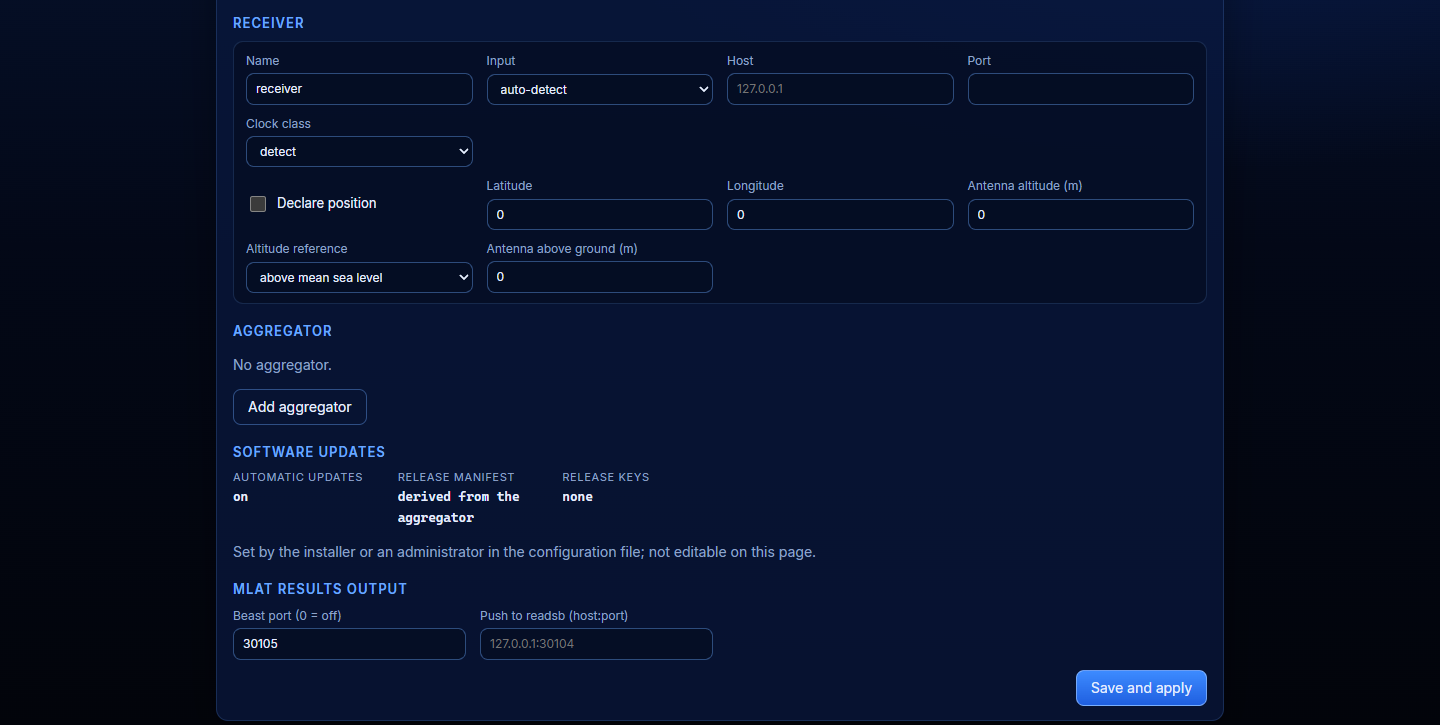 RECEIVER
Name Input Host Port
receiver auto-detect 127.0.0.1
Clock class
detect
Latitude Longitude Antenna altitude (m)
Declare position 0 0 0
Altitude reference Antenna above ground (m)
above mean sea level 0
AGGREGATOR
No aggregator.
Add aggregator
SOFTWARE UPDATES
AUTOMATIC UPDATES RELEASE MANIFEST RELEASE KEYS
on derived from the none
aggregator
Set by the installer or an administrator in the configuration file; not editable on this page.
MLAT RESULTS OUTPUT
Beast port (0 = off) Push to readsb (host:port)
30105 127.0.0.1:30104
Save and apply